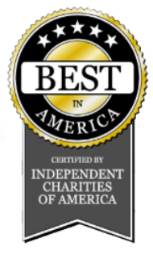 BEST
IN
AMERICA
CERTIFIED BY
INDEPENDENT
CHARITIES
OF AMERICA